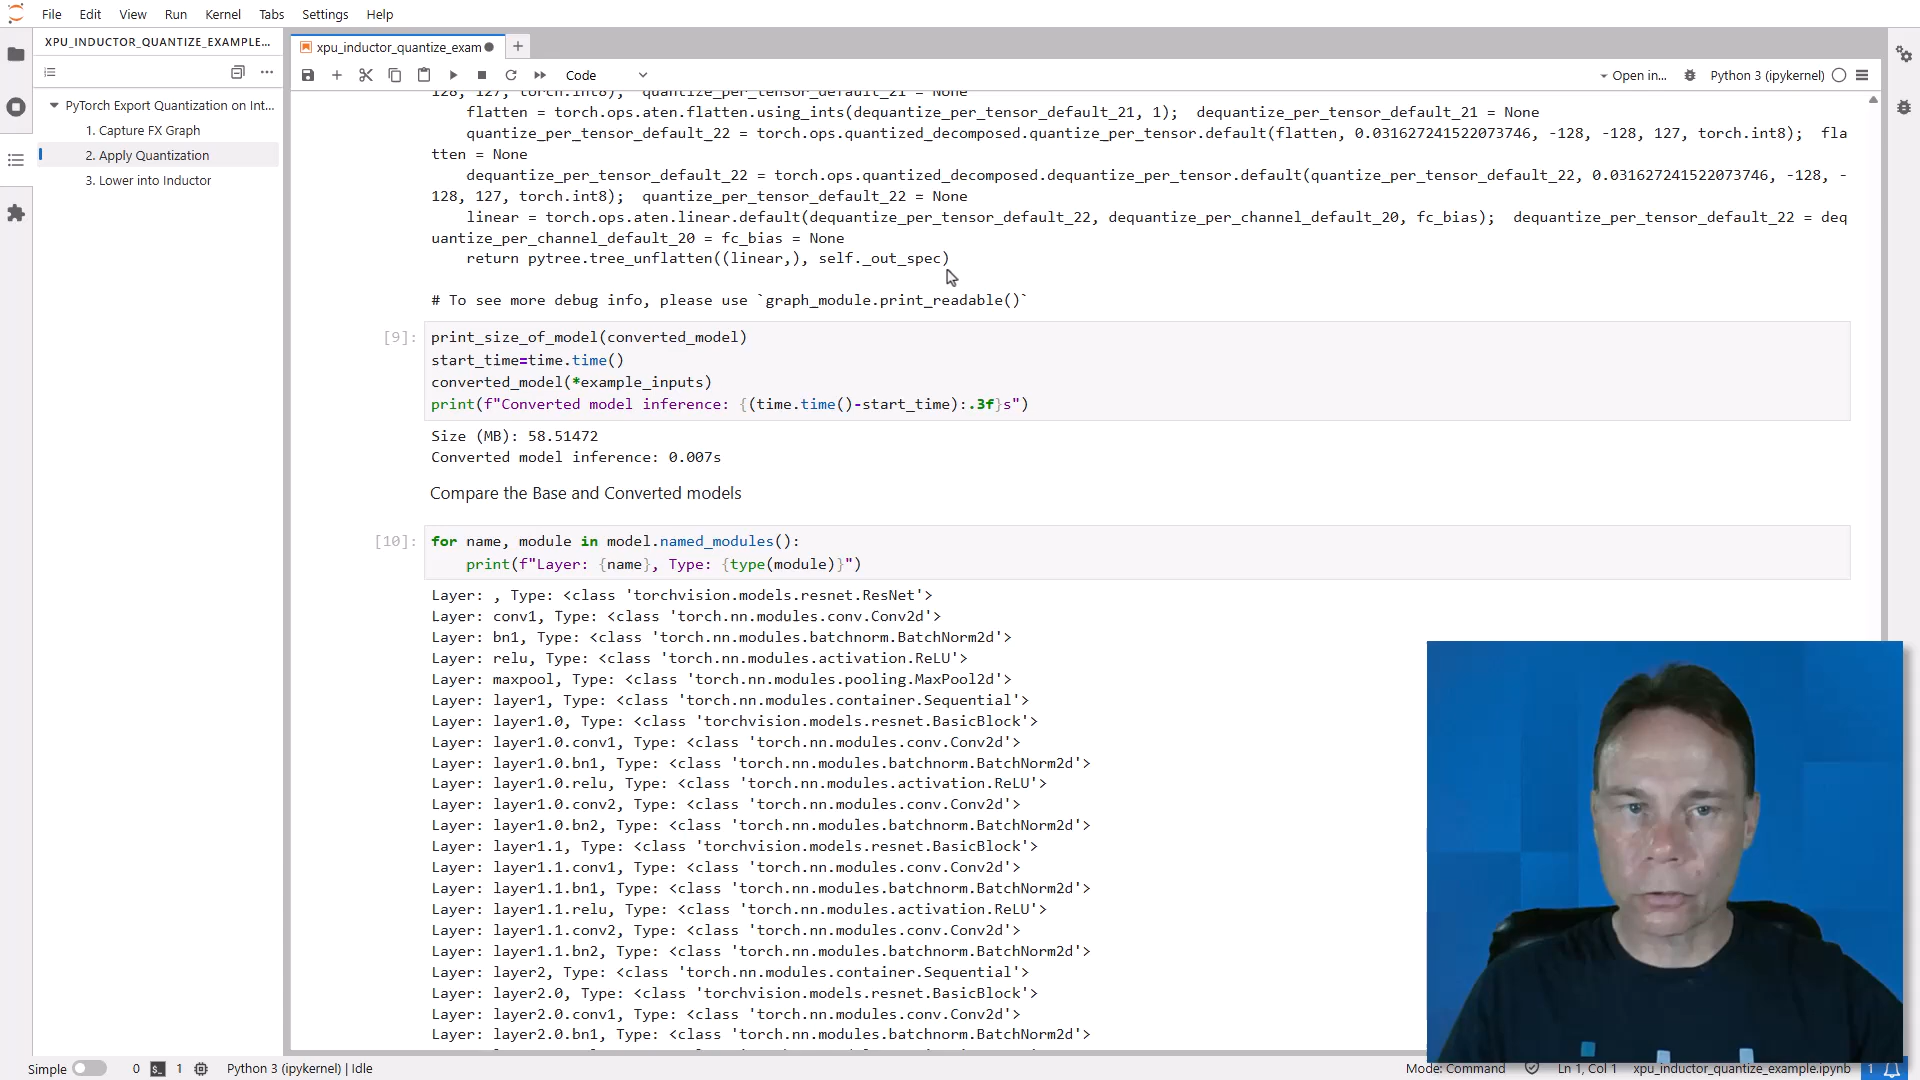 File Edit View Run Kernel Tabs Settings Help
XPU_INDUCTOR_QUANTIZE_EXAMPLE...
PyTorch Export Quantization on Int...
1. Capture FX Graph
2. Apply Quantization
3. Lower into Inductor
xpu_inductor_quantize_exam
Code
Open in...
Python 3 (ipykernel)
128, 127, torch.int8);  quantize_per_tensor_default_21 = None
flatten = torch.ops.aten.flatten.using_ints(dequantize_per_tensor_default_21, 1);  dequantize_per_tensor_default_21 = None
quantize_per_tensor_default_22 = torch.ops.quantized_decomposed.quantize_per_tensor.default(flatten, 0.031627241522073746, -128, -128, 127, torch.int8);  fla
tten = None
dequantize_per_tensor_default_22 = torch.ops.quantized_decomposed.dequantize_per_tensor.default(quantize_per_tensor_default_22, 0.031627241522073746, -128, -
128, 127, torch.int8);  quantize_per_tensor_default_22 = None
linear = torch.ops.aten.linear.default(dequantize_per_tensor_default_22, dequantize_per_channel_default_20, fc_bias);  dequantize_per_tensor_default_22 = deq
uantize_per_channel_default_20 = fc_bias = None
return pytree.tree_unflatten((linear,), self._out_spec)
# To see more debug info, please use `graph_module.print_readable()`
[9]:
print_size_of_model(converted_model)
start_time=time.time()
converted_model(*example_inputs)
print(f"Converted model inference: {(time.time()-start_time):.3f}s")
Size (MB): 58.51472
Converted model inference: 0.007s
Compare the Base and Converted models
[10]:
for name, module in model.named_modules():
print(f"Layer: {name}, Type: {type(module)}")
Layer: , Type: <class 'torchvision.models.resnet.ResNet'>
Layer: conv1, Type: <class 'torch.nn.modules.conv.Conv2d'>
Layer: bn1, Type: <class 'torch.nn.modules.batchnorm.BatchNorm2d'>
Layer: relu, Type: <class 'torch.nn.modules.activation.ReLU'>
Layer: maxpool, Type: <class 'torch.nn.modules.pooling.MaxPool2d'>
Layer: layer1, Type: <class 'torch.nn.modules.container.Sequential'>
Layer: layer1.0, Type: <class 'torchvision.models.resnet.BasicBlock'>
Layer: layer1.0.conv1, Type: <class 'torch.nn.modules.conv.Conv2d'>
Layer: layer1.0.bn1, Type: <class 'torch.nn.modules.batchnorm.BatchNorm2d'>
Layer: layer1.0.relu, Type: <class 'torch.nn.modules.activation.ReLU'>
Layer: layer1.0.conv2, Type: <class 'torch.nn.modules.conv.Conv2d'>
Layer: layer1.0.bn2, Type: <class 'torch.nn.modules.batchnorm.BatchNorm2d'>
Layer: layer1.1, Type: <class 'torchvision.models.resnet.BasicBlock'>
Layer: layer1.1.conv1, Type: <class 'torch.nn.modules.conv.Conv2d'>
Layer: layer1.1.bn1, Type: <class 'torch.nn.modules.batchnorm.BatchNorm2d'>
Layer: layer1.1.relu, Type: <class 'torch.nn.modules.activation.ReLU'>
Layer: layer1.1.conv2, Type: <class 'torch.nn.modules.conv.Conv2d'>
Layer: layer1.1.bn2, Type: <class 'torch.nn.modules.batchnorm.BatchNorm2d'>
Layer: layer2, Type: <class 'torch.nn.modules.container.Sequential'>
Layer: layer2.0, Type: <class 'torchvision.models.resnet.BasicBlock'>
Layer: layer2.0.conv1, Type: <class 'torch.nn.modules.conv.Conv2d'>
Layer: layer2.0.bn1, Type: <class 'torch.nn.modules.batchnorm.BatchNorm2d'>
Simple 0 1 Python 3 (ipykernel) | Idle
Mode: Command Ln 1, Col 1 xpu_inductor_quantize_example.ipynb 1